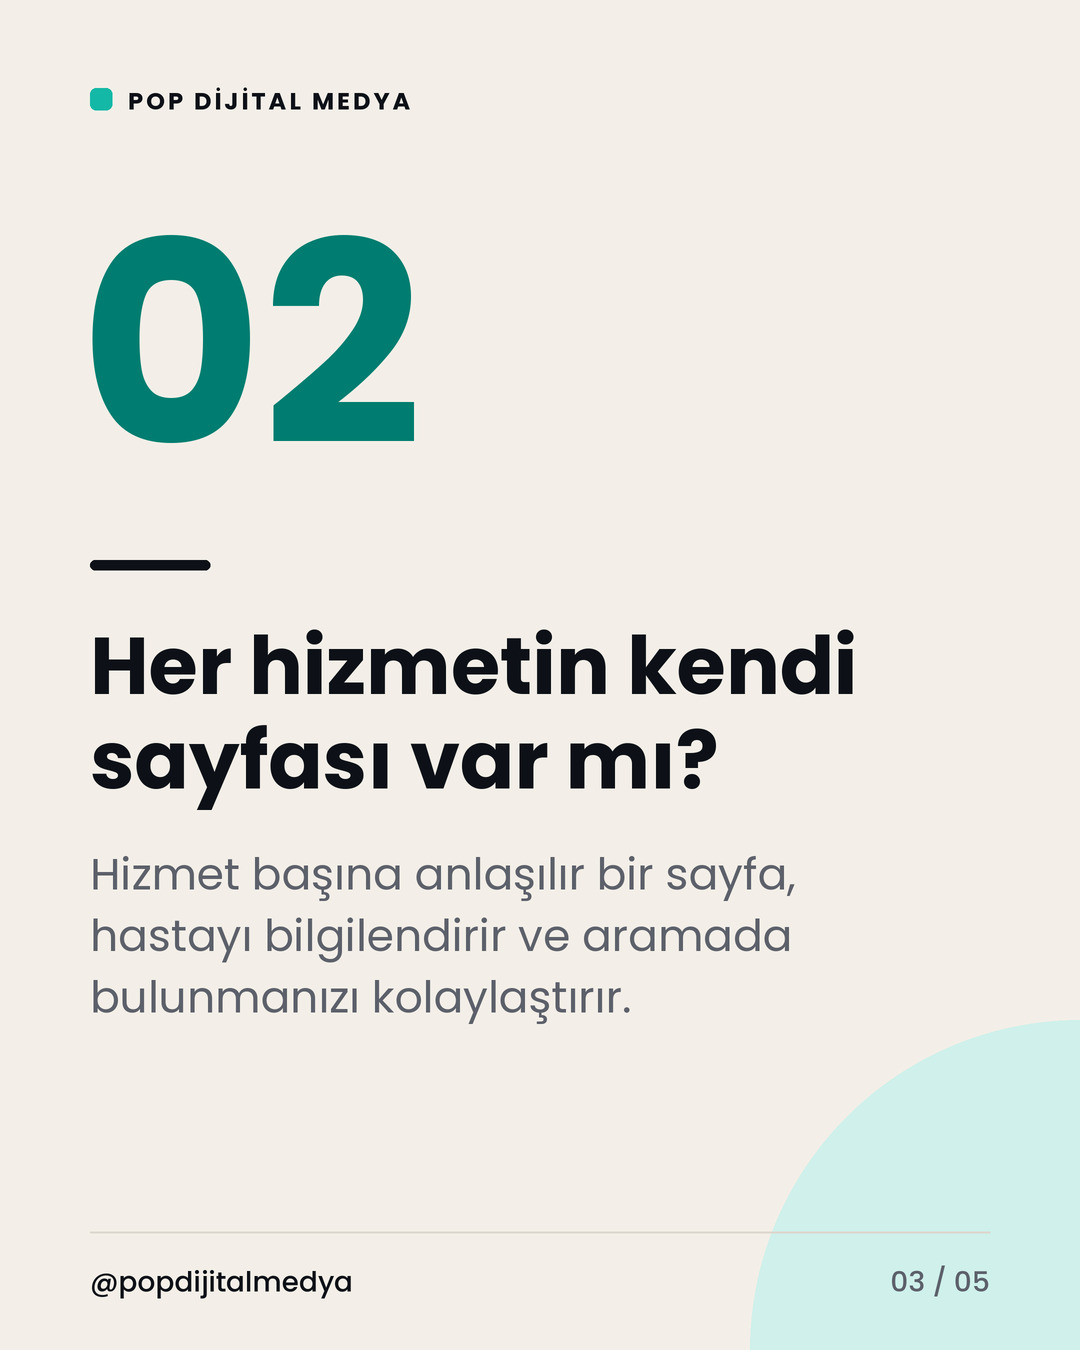 POP DİJİTAL MEDYA
02
Her hizmetin kendi
sayfası var mı?
Hizmet başına anlaşılır bir sayfa,
hastayı bilgilendirir ve aramada
bulunmanızı kolaylaştırır.
@popdijitalmedya
03 / 05